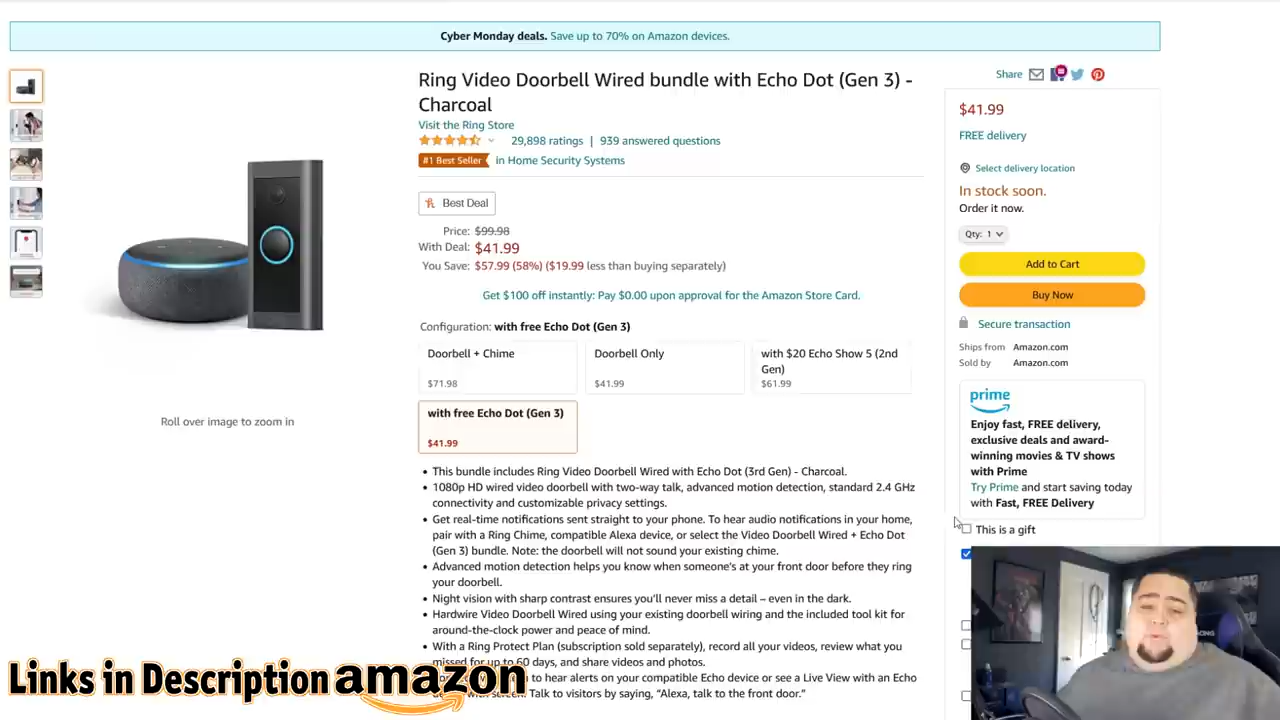 Cyber Monday deals. Save up to 70% on Amazon devices.
Ring Video Doorbell Wired bundle with Echo Dot (Gen 3) -
Charcoal
Visit the Ring Store
29,898 ratings | 939 answered questions
#1 Best Seller in Home Security Systems
Best Deal
Price: $99.98
With Deal: $41.99
You Save: $57.99 (58%) ($19.99 less than buying separately)
Get $100 off instantly: Pay $0.00 upon approval for the Amazon Store Card.
Configuration: with free Echo Dot (Gen 3)
Doorbell + Chime
$71.98
Doorbell Only
$41.99
with $20 Echo Show 5 (2nd
Gen)
$61.99
with free Echo Dot (Gen 3)
$41.99
Roll over image to zoom in
• This bundle includes Ring Video Doorbell Wired with Echo Dot (3rd Gen) - Charcoal.
• 1080p HD wired video doorbell with two-way talk, advanced motion detection, standard 2.4 GHz
connectivity and customizable privacy settings.
• Get real-time notifications sent straight to your phone. To hear audio notifications in your home,
pair with a Ring Chime, compatible Alexa device, or select the Video Doorbell Wired + Echo Dot
(Gen 3) bundle. Note: the doorbell will not sound your existing chime.
• Advanced motion detection helps you know when someone's at your front door before they ring
your doorbell.
• Night vision with sharp contrast ensures you'll never miss a detail – even in the dark.
• Hardwire Video Doorbell Wired using your existing doorbell wiring and the included tool kit for
around-the-clock power and peace of mind.
• With a Ring Protect Plan (subscription sold separately), record all your videos, review what you
missed for up to 60 days, and share videos and photos.
to hear alerts on your compatible Echo device or see a Live View with an Echo
screen. Talk to visitors by saying, "Alexa, talk to the front door."
Share
$41.99
FREE delivery
Select delivery location
In stock soon.
Order it now.
Qty: 1
Add to Cart
Buy Now
Secure transaction
Ships from Amazon.com
Sold by Amazon.com
prime
Enjoy fast, FREE delivery,
exclusive deals and award-
winning movies & TV shows
with Prime
Try Prime and start saving today
with Fast, FREE Delivery
This is a gift
Links in Description amazon